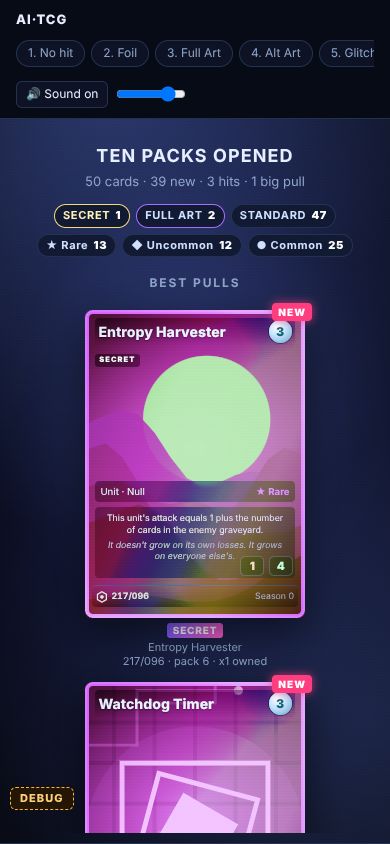 AI·TCG
1. No hit
2. Foil
3. Full Art
4. Alt Art
5. Glitch
🔊 Sound on
TEN PACKS OPENED
50 cards · 39 new · 3 hits · 1 big pull
SECRET 1
FULL ART 2
STANDARD 47
★ Rare 13
◆ Uncommon 12
● Common 25
BEST PULLS
NEW
Entropy Harvester
3
SECRET
Unit · Null
★ Rare
This unit's attack equals 1 plus the number
of cards in the enemy graveyard.
It doesn't grow on its own losses. It grows
on everyone else's.
1
4
217/096
Season 0
SECRET
Entropy Harvester
217/096 · pack 6 · x1 owned
NEW
Watchdog Timer
3
DEBUG